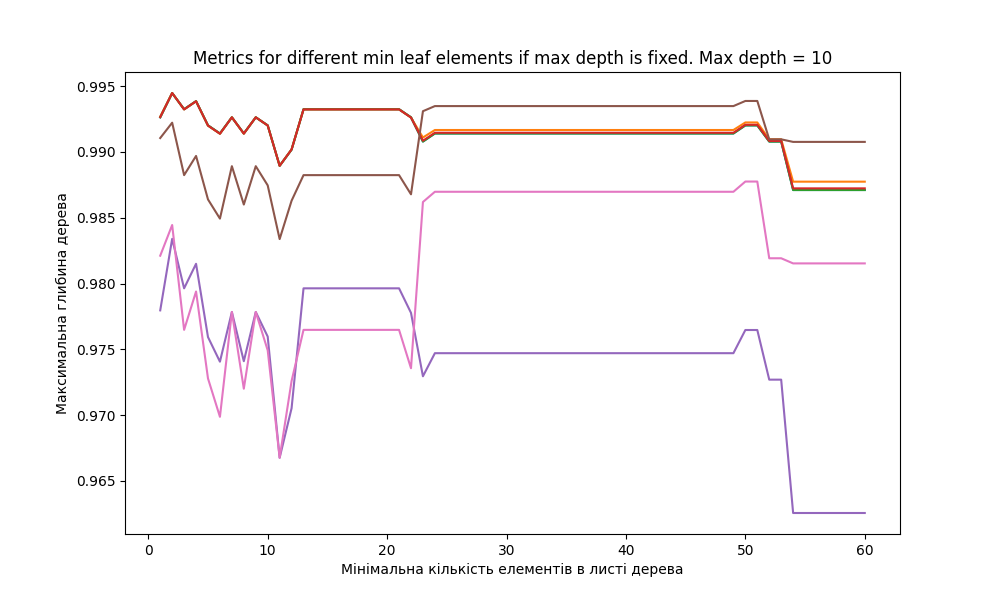 Metrics for different min leaf elements if max depth is fixed. Max depth = 10
Максимальна глибина дерева
0.995
0.990
0.985
0.980
0.975
0.970
0.965
0 10 20 30 40 50 60
Мінімальна кількість елементів в листі дерева